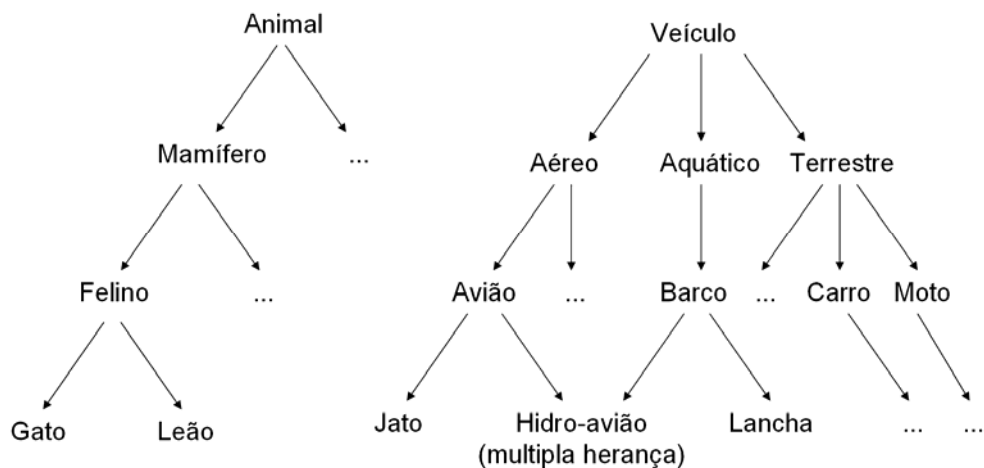 Animal
Veículo
Mamífero
...
Aéreo
Aquático
Terrestre
Felino
...
Avião
...
Barco
...
Carro
Moto
Gato
Leão
Jato
Hidro-avião
(multipla herança)
Lancha
...
...